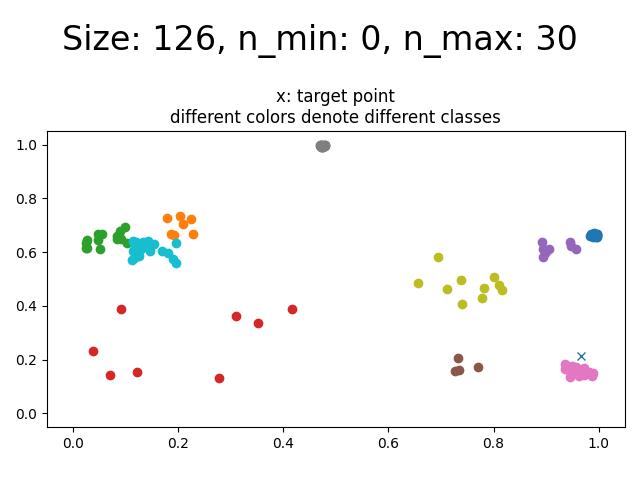 Size: 126, n_min: 0, n_max: 30
x: target point
different colors denote different classes
1.0
0.8
0.6
0.4
0.2
0.0
0.0 0.2 0.4 0.6 0.8 1.0